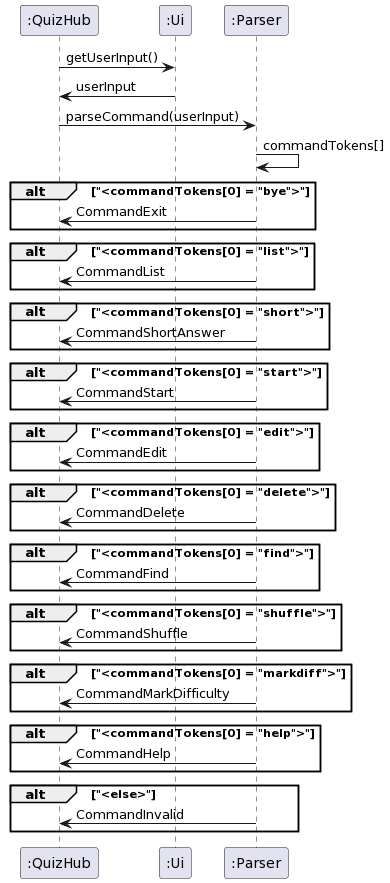 :QuizHub :Ui :Parser
getUserInput()
userInput
parseCommand(userInput)
commandTokens[]
alt ["<commandTokens[0] = "bye">"]
CommandExit
alt ["<commandTokens[0] = "list">"]
CommandList
alt ["<commandTokens[0] = "short">"]
CommandShortAnswer
alt ["<commandTokens[0] = "start">"]
CommandStart
alt ["<commandTokens[0] = "edit">"]
CommandEdit
alt ["<commandTokens[0] = "delete">"]
CommandDelete
alt ["<commandTokens[0] = "find">"]
CommandFind
alt ["<commandTokens[0] = "shuffle">"]
CommandShuffle
alt ["<commandTokens[0] = "markdiff">"]
CommandMarkDifficulty
alt ["<commandTokens[0] = "help">"]
CommandHelp
alt ["<else>"]
CommandInvalid
:QuizHub :Ui :Parser